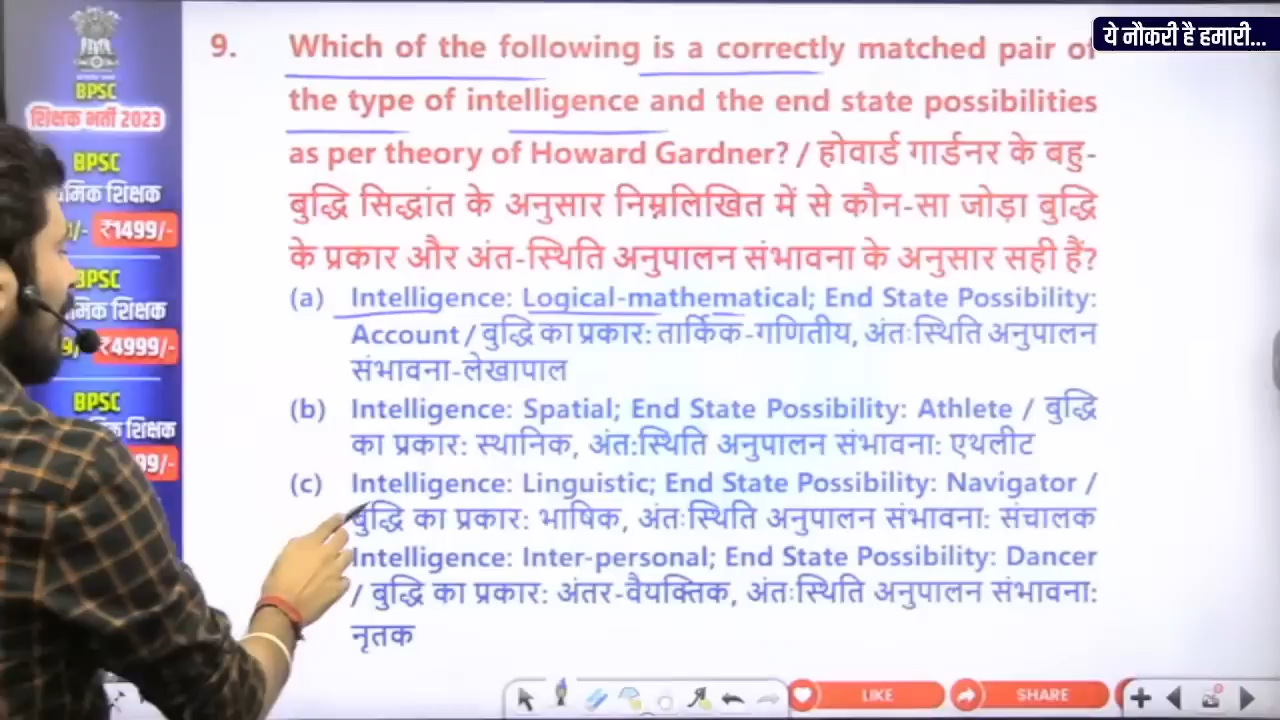 ये नौकरी है हमारी...
BPSC
शिक्षक भर्ती 2023
BPSC
शिक्षक
/- ₹1499/-
BPSC
शिक्षक
9/- ₹4999/-
BPSC
शिक्षक
99/-
9. Which of the following is a correctly matched pair of
the type of intelligence and the end state possibilities
as per theory of Howard Gardner? / होवार्ड गार्डनर के बहु-
बुद्धि सिद्धांत के अनुसार निम्नलिखित में से कौन-सा जोड़ा बुद्धि
के प्रकार और अंत-स्थिति अनुपालन संभावना के अनुसार सही हैं?
(a) Intelligence: Logical-mathematical; End State Possibility:
Account / बुद्धि का प्रकार: तार्किक-गणितीय, अंतःस्थिति अनुपालन
संभावना-लेखापाल
(b) Intelligence: Spatial; End State Possibility: Athlete / बुद्धि
का प्रकार: स्थानिक, अंत:स्थिति अनुपालन संभावना: एथलीट
(c) Intelligence: Linguistic; End State Possibility: Navigator /
बुद्धि का प्रकार: भाषिक, अंतःस्थिति अनुपालन संभावना: संचालक
Intelligence: Inter-personal; End State Possibility: Dancer
/ बुद्धि का प्रकार: अंतर-वैयक्तिक, अंतःस्थिति अनुपालन संभावना:
नृतक
LIKE
SHARE